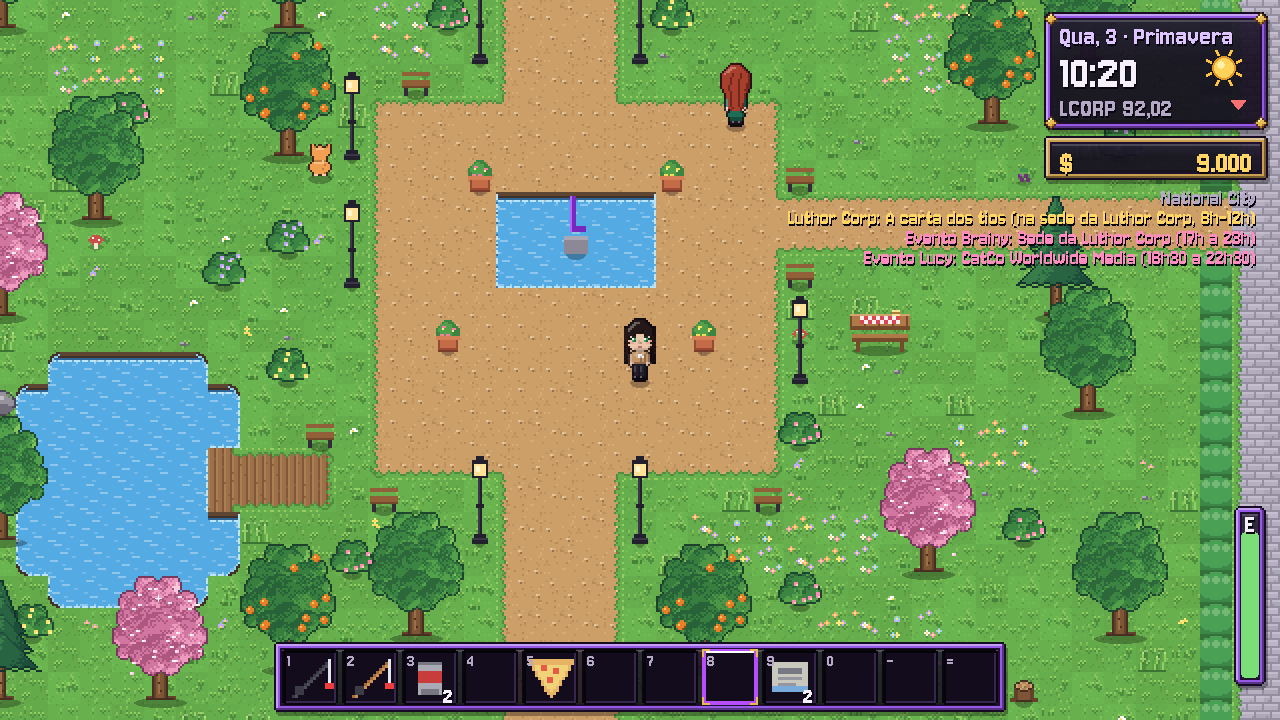 Qua, 3 · Primavera
10:20
LCORP 92,02
$ 9.000
National City
Luthor Corp: A carta dos tios (na sede da Luthor Corp, 8h-12h)
Evento Brainy: Sede da Luthor Corp (17h a 23h)
Evento Lucy: CatCo Worldwide Media (18h30 a 22h30)
E
1 2 3 4 5 6 7 8 9 0 - =
2 2